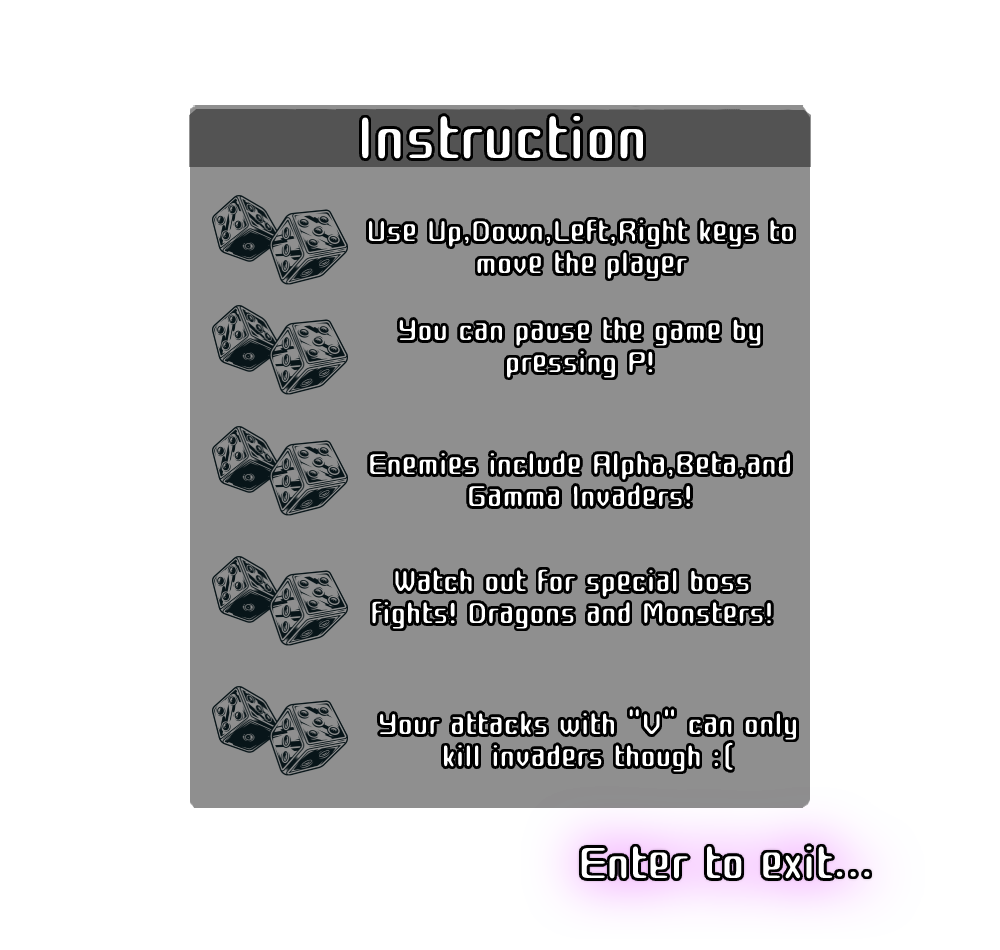 Instruction
Use Up,Down,Left,Right keys to
move the player
You can pause the game by
pressing P!
Enemies include Alpha,Beta,and
Gamma Invaders!
Watch out for special boss
fights! Dragons and Monsters!
Your attacks with "V" can only
kill invaders though :(
Enter to exit...